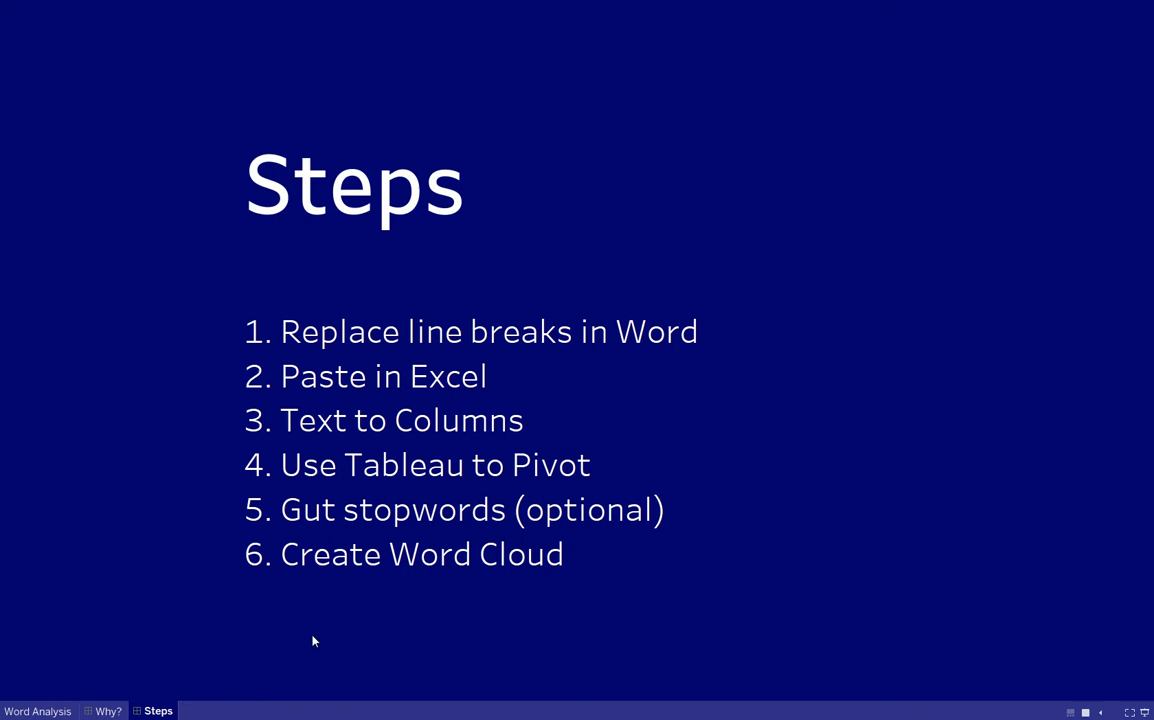 Steps
1. Replace line breaks in Word
2. Paste in Excel
3. Text to Columns
4. Use Tableau to Pivot
5. Gut stopwords (optional)
6. Create Word Cloud
Word Analysis Why? Steps